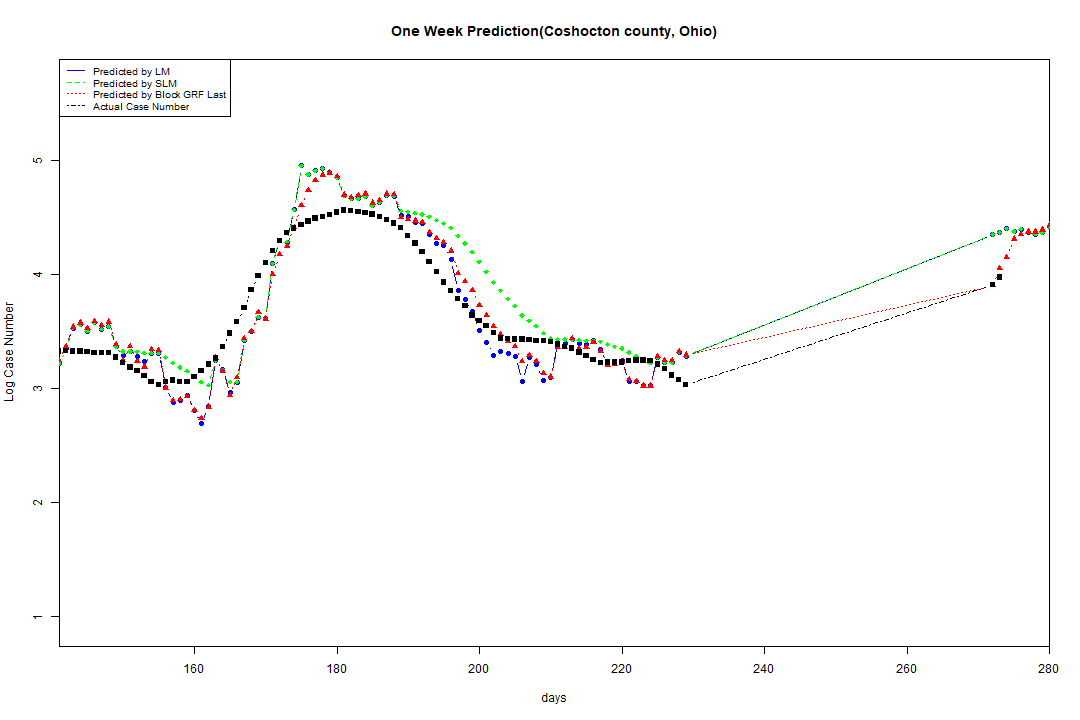 One Week Prediction(Coshocton county, Ohio)
Predicted by LM
Predicted by SLM
Predicted by Block GRF Last
Actual Case Number
5
4
3
2
1
Log Case Number
160 180 200 220 240 260 280
days